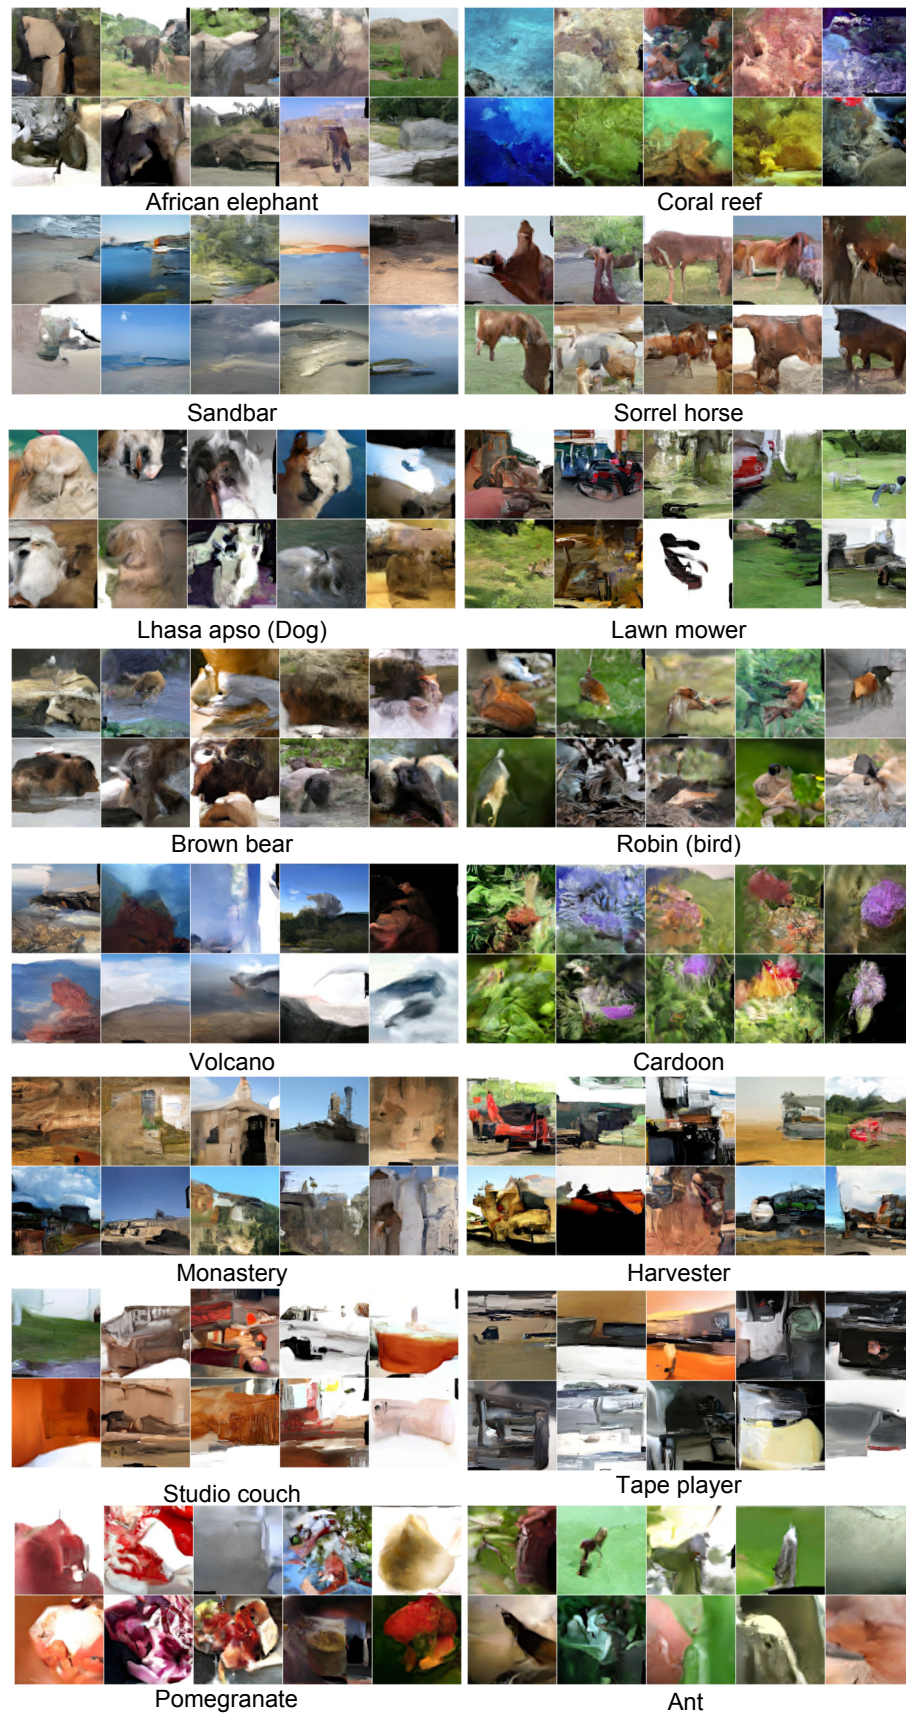 African elephant
Coral reef
Sandbar
Sorrel horse
Lhasa apso (Dog)
Lawn mower
Brown bear
Robin (bird)
Volcano
Cardoon
Monastery
Harvester
Studio couch
Tape player
Pomegranate
Ant